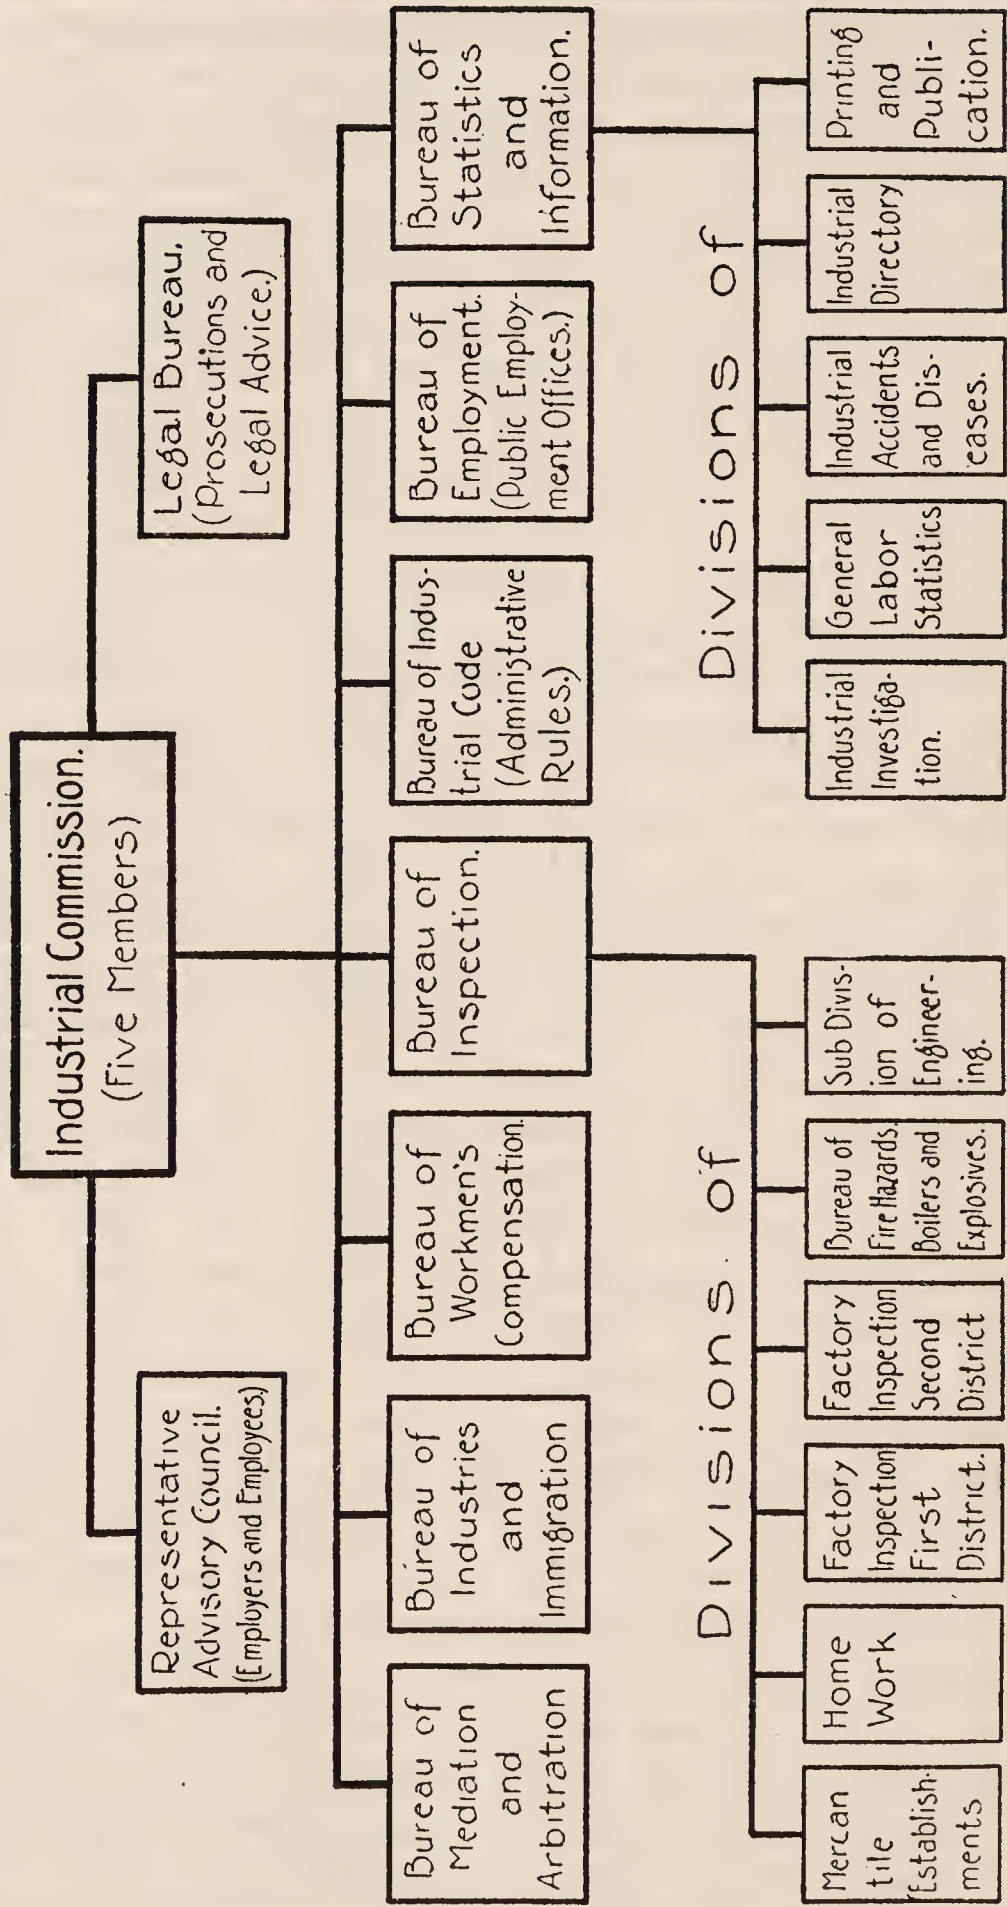 Industrial Commission.
(Five Members)
Representative
Advisory Council.
(Employers and Employees.)
Legal Bureau.
(Prosecutions and
Legal Advice.)
Bureau of
Mediation
and
Arbitration
Bureau of
Industries
and
Immigration
Bureau of
Workmen's
Compensation.
Bureau of
Inspection.
Bureau of Indus-
trial Code
(Administrative
Rules.)
Bureau of
Employment.
(Public Employ-
ment Offices.)
Bureau of
Statistics
and
Information.
Divisions of
Mercan
tile
Establish-
ments
Home
Work
Factory
Inspection
First
District.
Factory
Inspection
Second
District
Bureau of
Fire Hazards.
Boilers and
Explosives.
Sub Divis-
ion of
Engineer-
ing.
Divisions of
Industrial
Investiga-
tion.
General
Labor
Statistics
Industrial
Accidents
and Dis-
eases.
Industrial
Directory
Printing
and
Publi-
cation.